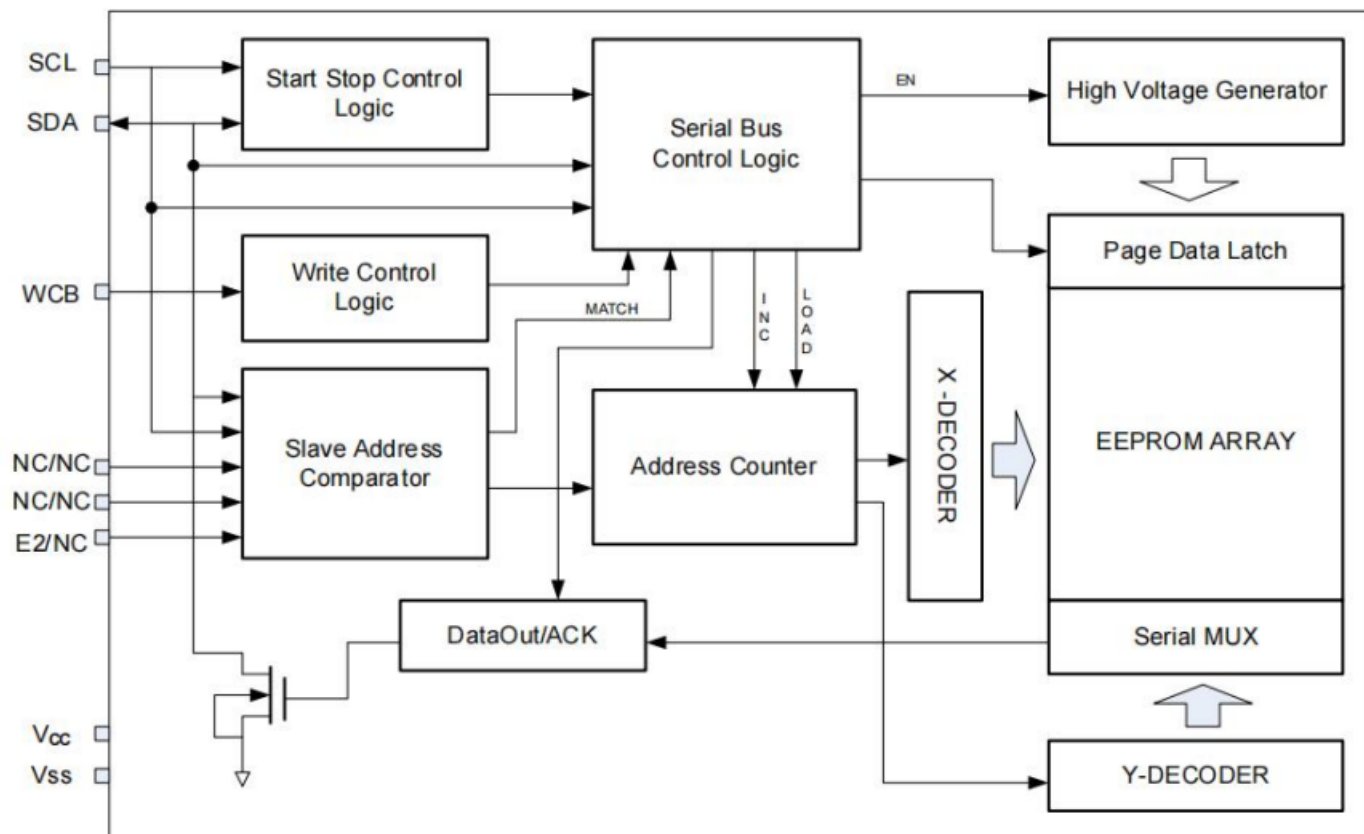 SCL
SDA
WCB
NC/NC
NC/NC
E2/NC
Vcc
Vss
Start Stop Control
Logic
Write Control
Logic
Slave Address
Comparator
Serial Bus
Control Logic
MATCH
INC
LOAD
EN
Address Counter
DataOut/ACK
X-DECODER
High Voltage Generator
Page Data Latch
EEPROM ARRAY
Serial MUX
Y-DECODER